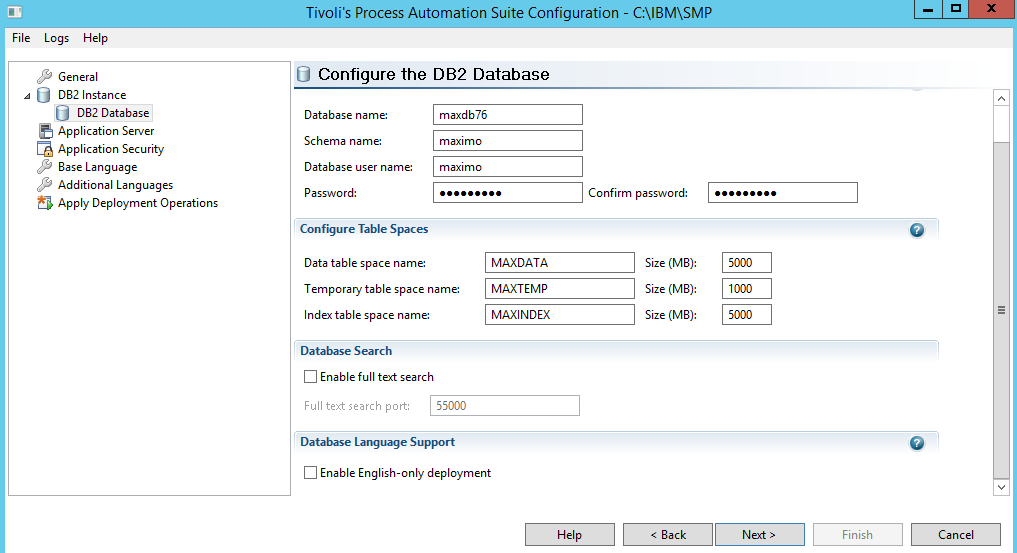 Tivoli's Process Automation Suite Configuration - C:\IBM\SMP
File Logs Help
General
DB2 Instance
DB2 Database
Application Server
Application Security
Base Language
Additional Languages
Apply Deployment Operations
Configure the DB2 Database
Database name: maxdb76
Schema name: maximo
Database user name: maximo
Password: ●●●●●●●●● Confirm password: ●●●●●●●●●
Configure Table Spaces ?
Data table space name: MAXDATA Size (MB): 5000
Temporary table space name: MAXTEMP Size (MB): 1000
Index table space name: MAXINDEX Size (MB): 5000
Database Search
Enable full text search
Full text search port: 55000
Database Language Support ?
Enable English-only deployment
Help < Back Next > Finish Cancel